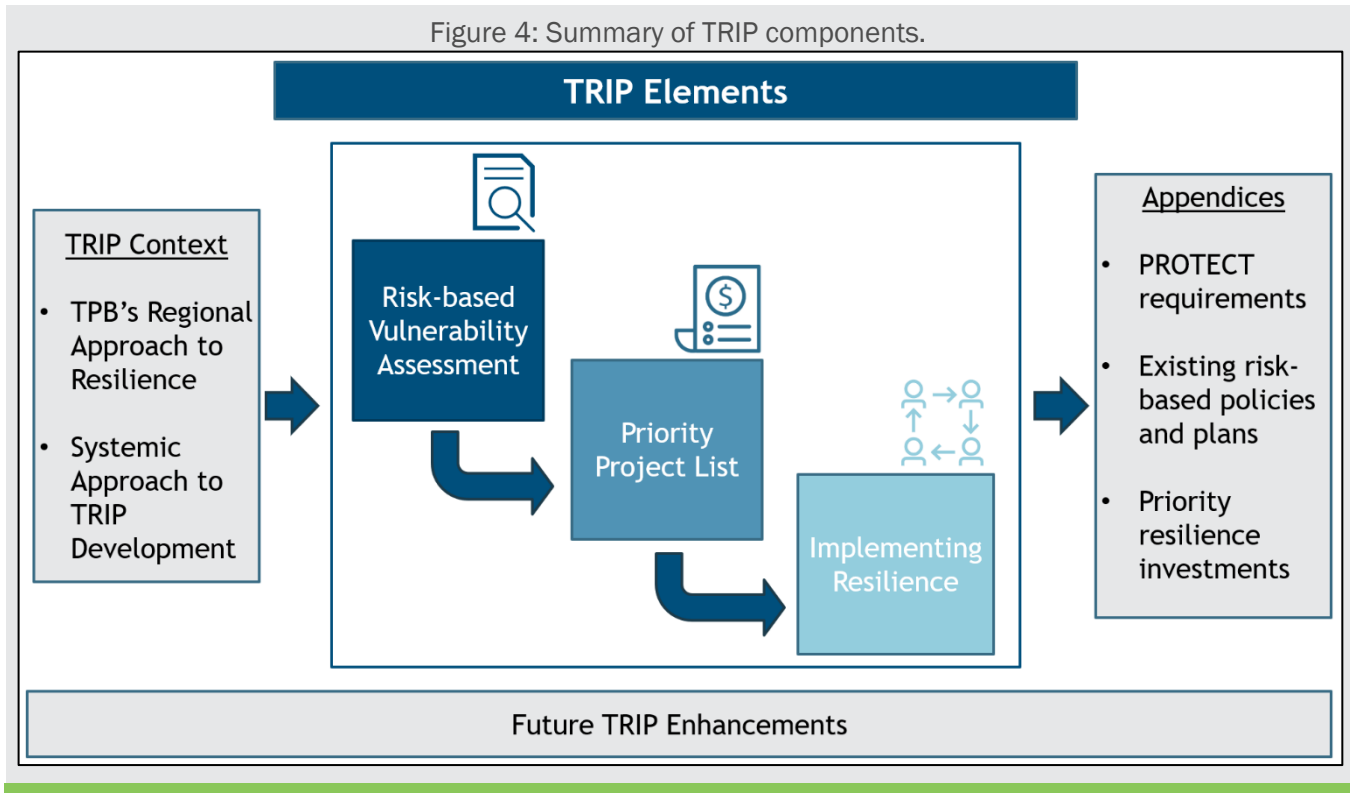 Figure 4: Summary of TRIP components.
TRIP Elements
TRIP Context
• TPB's Regional
Approach to
Resilience
• Systemic
Approach to
TRIP
Development
Risk-based
Vulnerability
Assessment
$
Priority
Project List
Implementing
Resilience
Appendices
• PROTECT
requirements
• Existing risk-
based policies
and plans
• Priority
resilience
investments
Future TRIP Enhancements